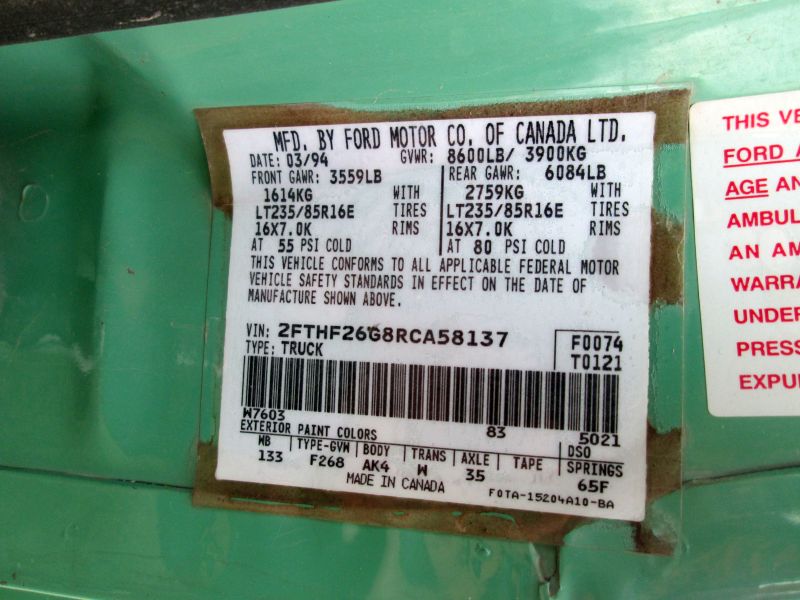 MFD. BY FORD MOTOR CO. OF CANADA LTD.
DATE: 03/94 GVWR: 8600LB/ 3900KG
FRONT GAWR: 3559LB REAR GAWR: 6084LB
1614KG WITH 2759KG WITH
LT235/85R16E TIRES LT235/85R16E TIRES
16X7.0K RIMS 16X7.0K RIMS
AT 55 PSI COLD AT 80 PSI COLD
THIS VEHICLE CONFORMS TO ALL APPLICABLE FEDERAL MOTOR
VEHICLE SAFETY STANDARDS IN EFFECT ON THE DATE OF
MANUFACTURE SHOWN ABOVE.
VIN: 2FTHF26G8RCA58137 F0074
TYPE: TRUCK T0121
W7603 83 5021
EXTERIOR PAINT COLORS DSO
WB TYPE-GVW BODY TRANS AXLE TAPE SPRINGS
133 F268 AK4 W 35 65F
MADE IN CANADA F0TA-15204A10-BA
THIS VE
FORD A
AGE AN
AMBUL
AN AM
WARRA
UNDER
PRESS
EXPU